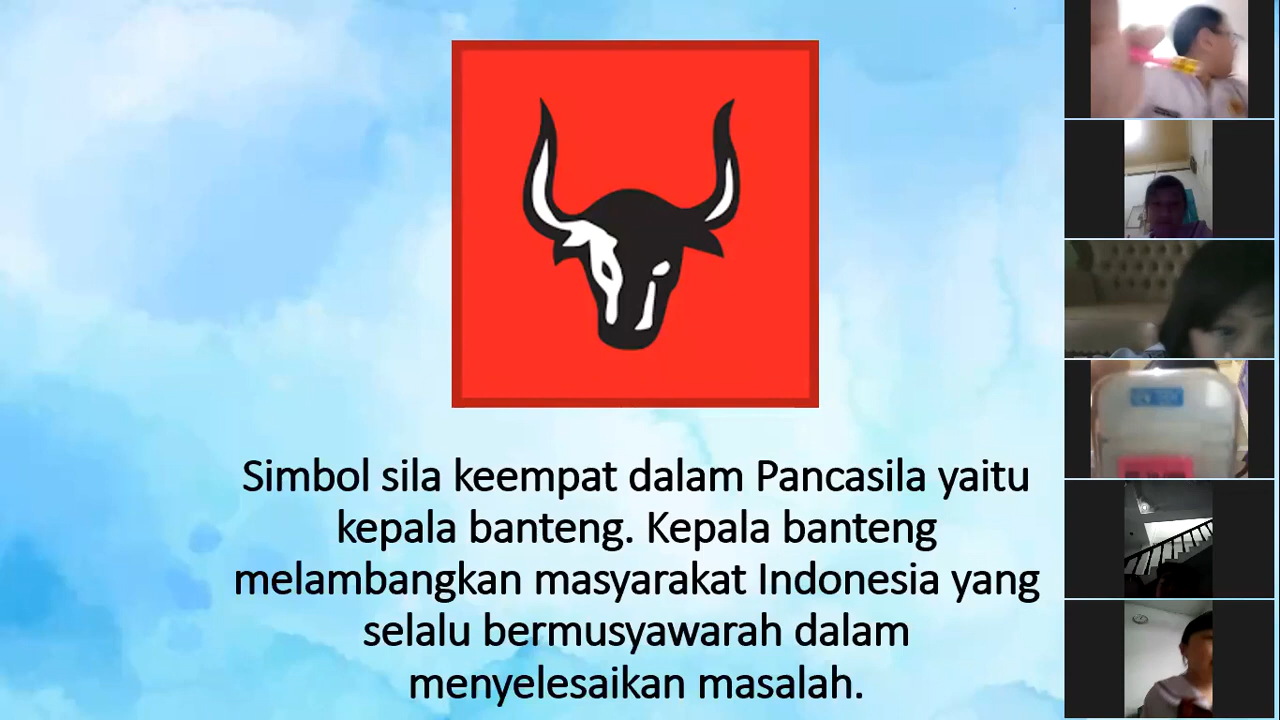 Simbol sila keempat dalam Pancasila yaitu
kepala banteng. Kepala banteng
melambangkan masyarakat Indonesia yang
selalu bermusyawarah dalam
menyelesaikan masalah.